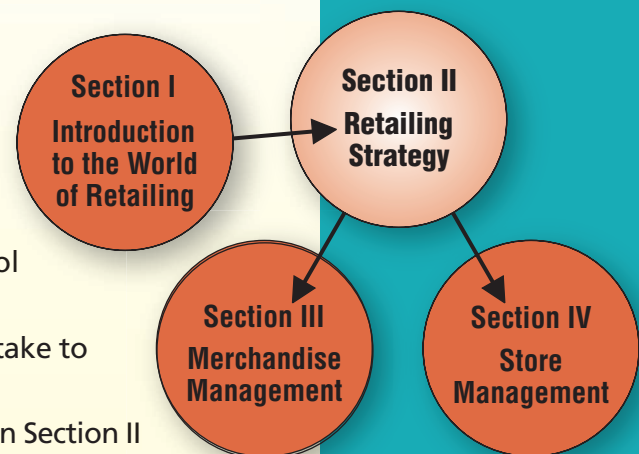 Section I
Introduction
to the World
of Retailing
Section II
Retailing
Strategy
Section III
Merchandise
Management
Section IV
Store
Management
take to
n Section II